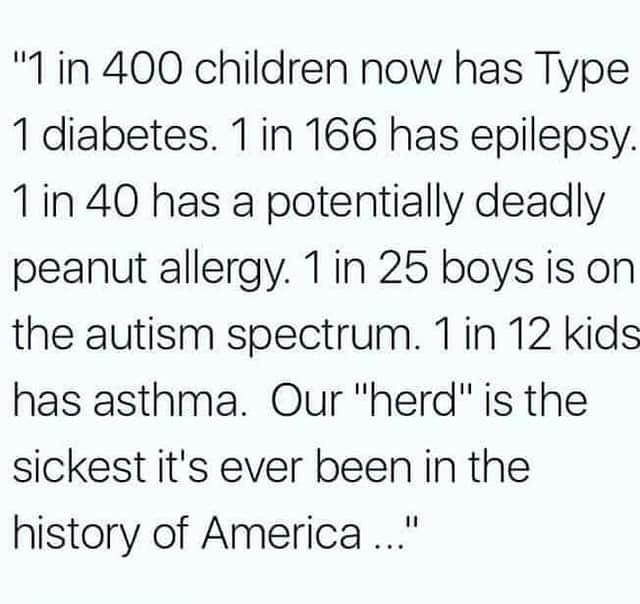 "1 in 400 children now has Type
1 diabetes. 1 in 166 has epilepsy.
1 in 40 has a potentially deadly
peanut allergy. 1 in 25 boys is on
the autism spectrum. 1 in 12 kids
has asthma.  Our "herd" is the
sickest it's ever been in the
history of America ..."